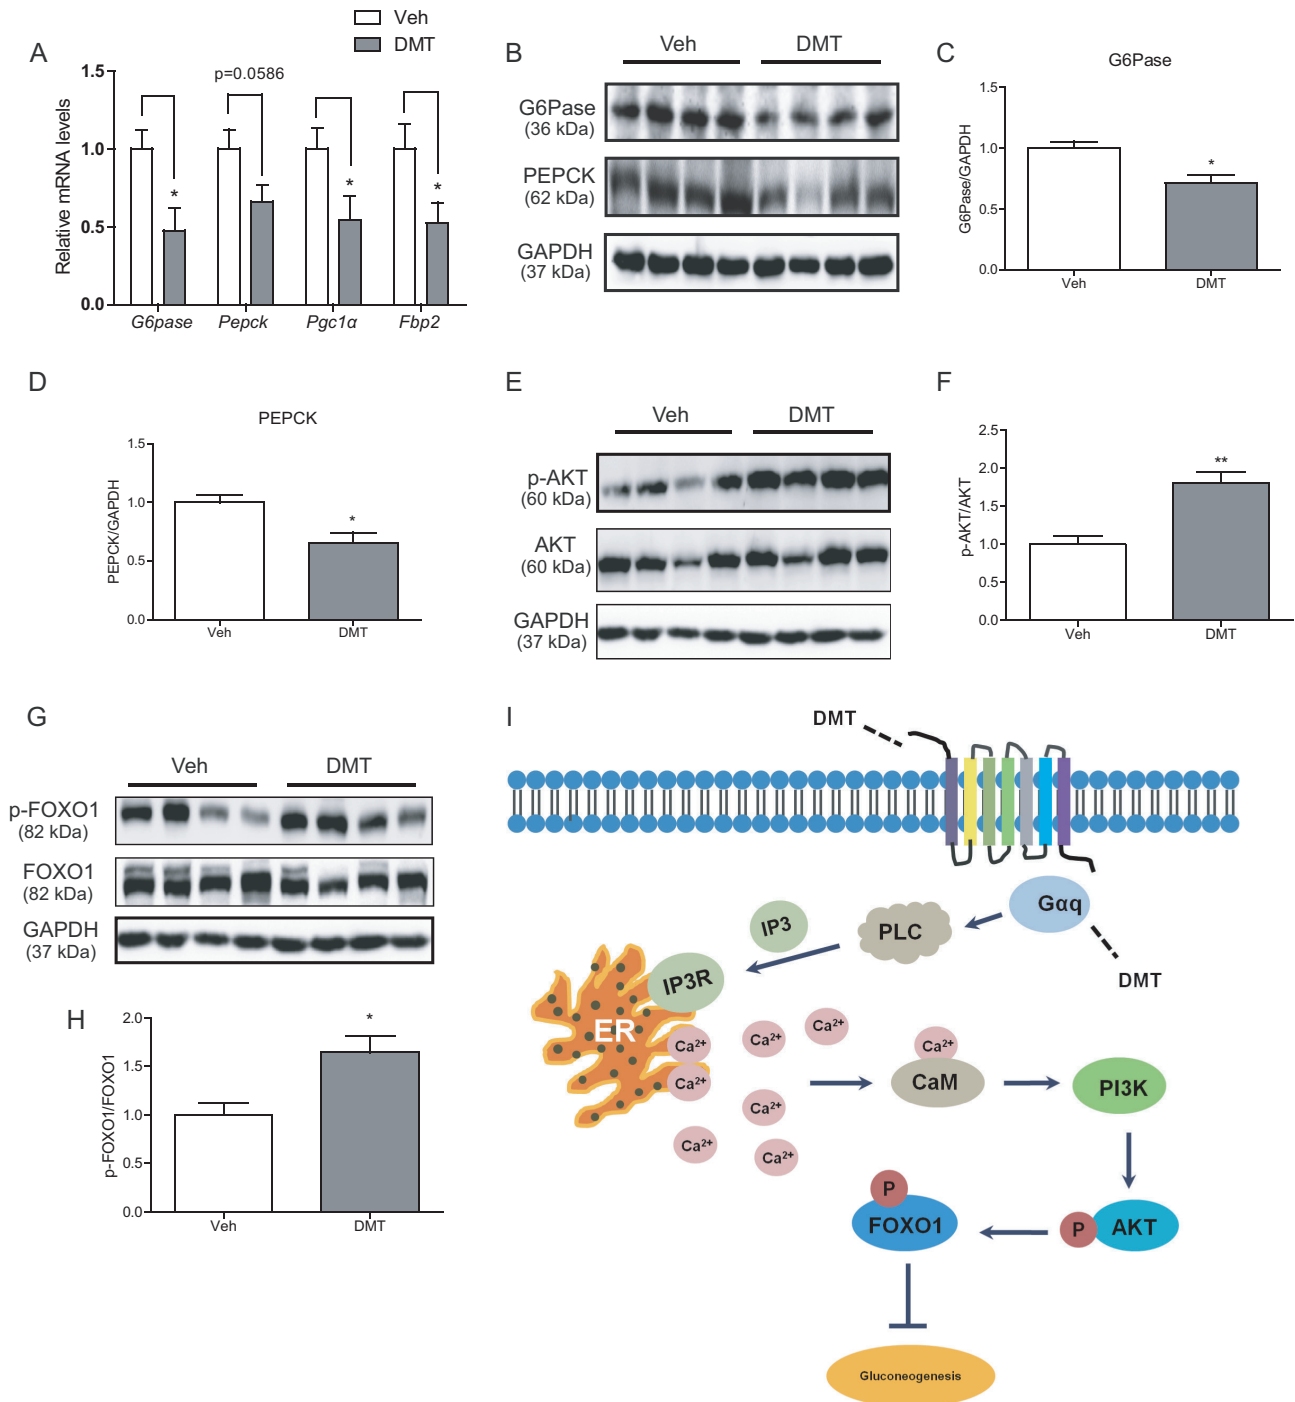 Veh
DMT
A
p=0.0586
Relative mRNA levels
1.5
1.0
0.5
0.0
*
*
*
G6pase
Pepck
Pgc1α
Fbp2
B
Veh
DMT
G6Pase
(36 kDa)
PEPCK
(62 kDa)
GAPDH
(37 kDa)
C
G6Pase
G6Pase/GAPDH
1.5
1.0
0.5
0.0
*
Veh
DMT
D
PEPCK
PEPCK/GAPDH
1.5
1.0
0.5
0.0
*
Veh
DMT
E
Veh
DMT
p-AKT
(60 kDa)
AKT
(60 kDa)
GAPDH
(37 kDa)
F
p-AKT/AKT
2.5
2.0
1.5
1.0
0.5
0.0
**
Veh
DMT
G
Veh
DMT
p-FOXO1
(82 kDa)
FOXO1
(82 kDa)
GAPDH
(37 kDa)
H
p-FOXO1/FOXO1
2.0
1.5
1.0
0.5
0.0
*
Veh
DMT
I
DMT
Gαq
DMT
PLC
IP3
IP3R
ER
Ca²⁺
Ca²⁺
Ca²⁺
Ca²⁺
Ca²⁺
Ca²⁺
Ca²⁺
Ca²⁺
CaM
PI3K
P
AKT
P
FOXO1
Gluconeogenesis